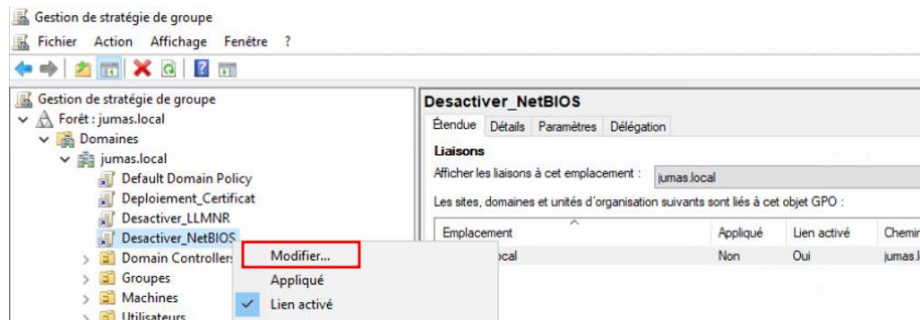 Gestion de stratégie de groupe
Fichier Action Affichage Fenêtre ?
Gestion de stratégie de groupe
Forêt : jumas.local
Domaines
jumas.local
Default Domain Policy
Deploiement_Certificat
Desactiver_LLMNR
Desactiver_NetBIOS
Domain Controllers
Groupes
Machines
Utilisateurs
Modifier...
Appliqué
Lien activé
Desactiver_NetBIOS
Étendue Détails Paramètres Délégation
Liaisons
Afficher les liaisons à cet emplacement : jumas.local
Les sites, domaines et unités d'organisation suivants sont liés à cet objet GPO :
Emplacement Appliqué Lien activé
Non Oui